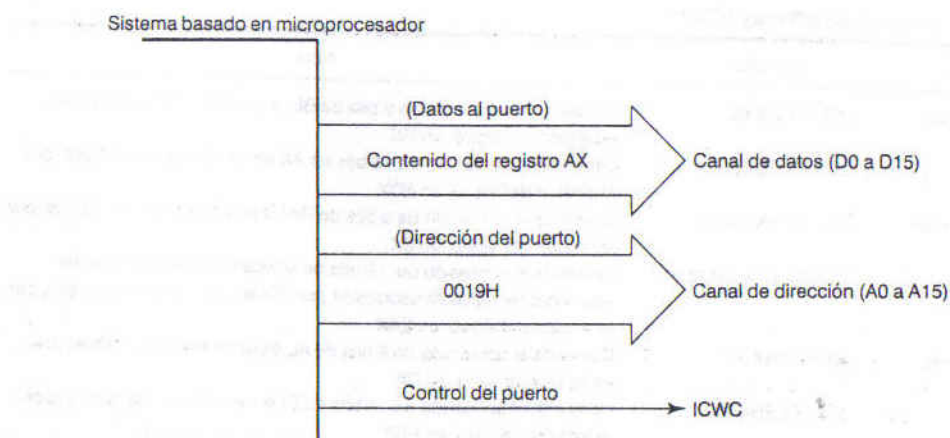 Sistema basado en microprocesador
(Datos al puerto)
Contenido del registro AX
Canal de datos (D0 a D15)
(Dirección del puerto)
0019H
Canal de dirección (A0 a A15)
Control del puerto
ICWC